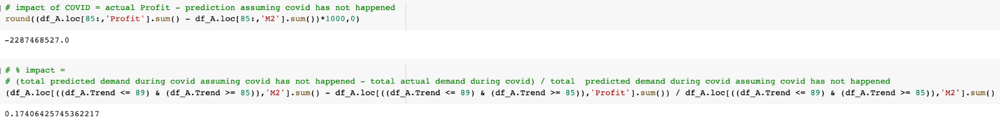 # impact of COVID = actual Profit - prediction assuming covid has not happened
round((df_A.loc[85:,'Profit'].sum() - df_A.loc[85:,'M2'].sum())*1000,0)
-2287468527.0
# % impact =
# (total predicted demand during covid assuming covid has not happened - total actual demand during covid) / total  predicted demand during covid assuming covid has not happened
(df_A.loc[((df_A.Trend <= 89) & (df_A.Trend >= 85)),'M2'].sum() - df_A.loc[((df_A.Trend <= 89) & (df_A.Trend >= 85)),'Profit'].sum()) / df_A.loc[((df_A.Trend <= 89) & (df_A.Trend >= 85)),'M2'].sum()
0.17406425745362217